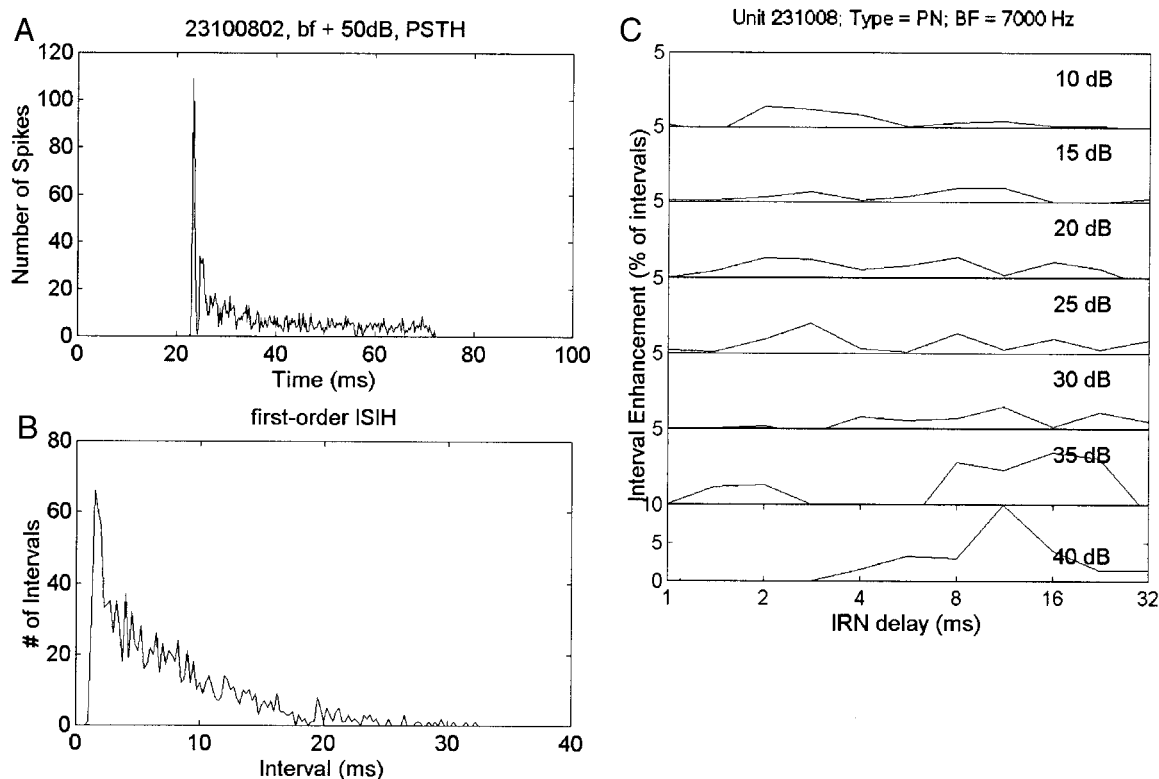 A
23100802, bf + 50dB, PSTH
120
100
80
60
40
20
0
Number of Spikes
0 20 40 60 80 100
Time (ms)
B
first-order ISIH
80
60
40
20
0
# of Intervals
0 10 20 30 40
Interval (ms)
C
Unit 231008; Type = PN; BF = 7000 Hz
Interval Enhancement (% of intervals)
5
10 dB
5
15 dB
5
20 dB
5
25 dB
5
30 dB
5
35 dB
10
5
40 dB
0
1 2 4 8 16 32
IRN delay (ms)